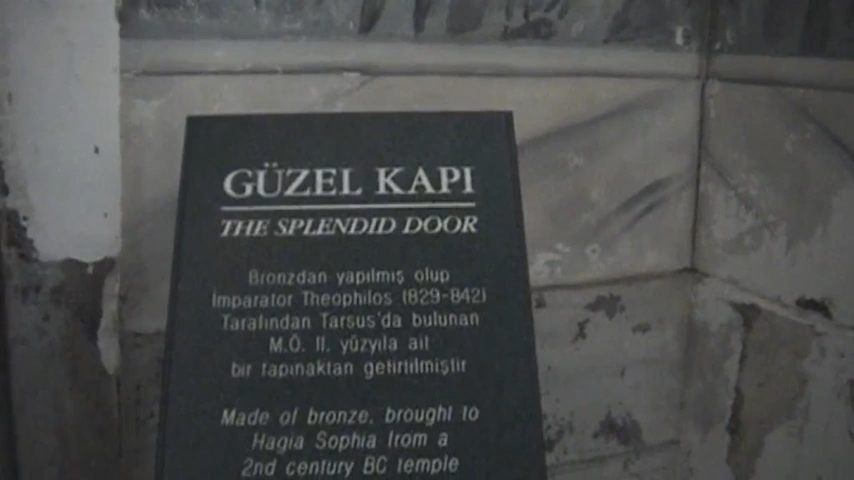 GÜZEL KAPI
THE SPLENDID DOOR
Bronzdan yapılmış olup
İmparator Theophilos (829-842)
Tarafından Tarsus'da bulunan
M.Ö. II. yüzyıla ait
bir tapınaktan getirtilmiştir
Made of bronze, brought to
Hagia Sophia from a
2nd century BC temple